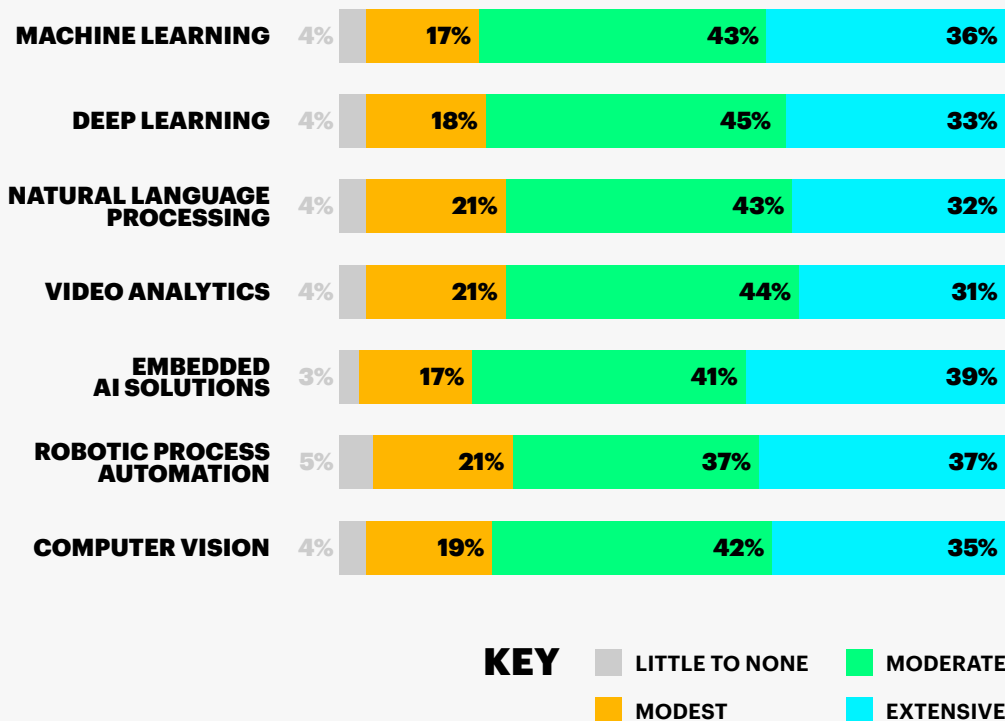 MACHINE LEARNING 4% 17% 43% 36%
DEEP LEARNING 4% 18% 45% 33%
NATURAL LANGUAGE
PROCESSING 4% 21% 43% 32%
VIDEO ANALYTICS 4% 21% 44% 31%
EMBEDDED
AI SOLUTIONS 3% 17% 41% 39%
ROBOTIC PROCESS
AUTOMATION 5% 21% 37% 37%
COMPUTER VISION 4% 19% 42% 35%
KEY LITTLE TO NONE MODERATE
MODEST EXTENSIVE